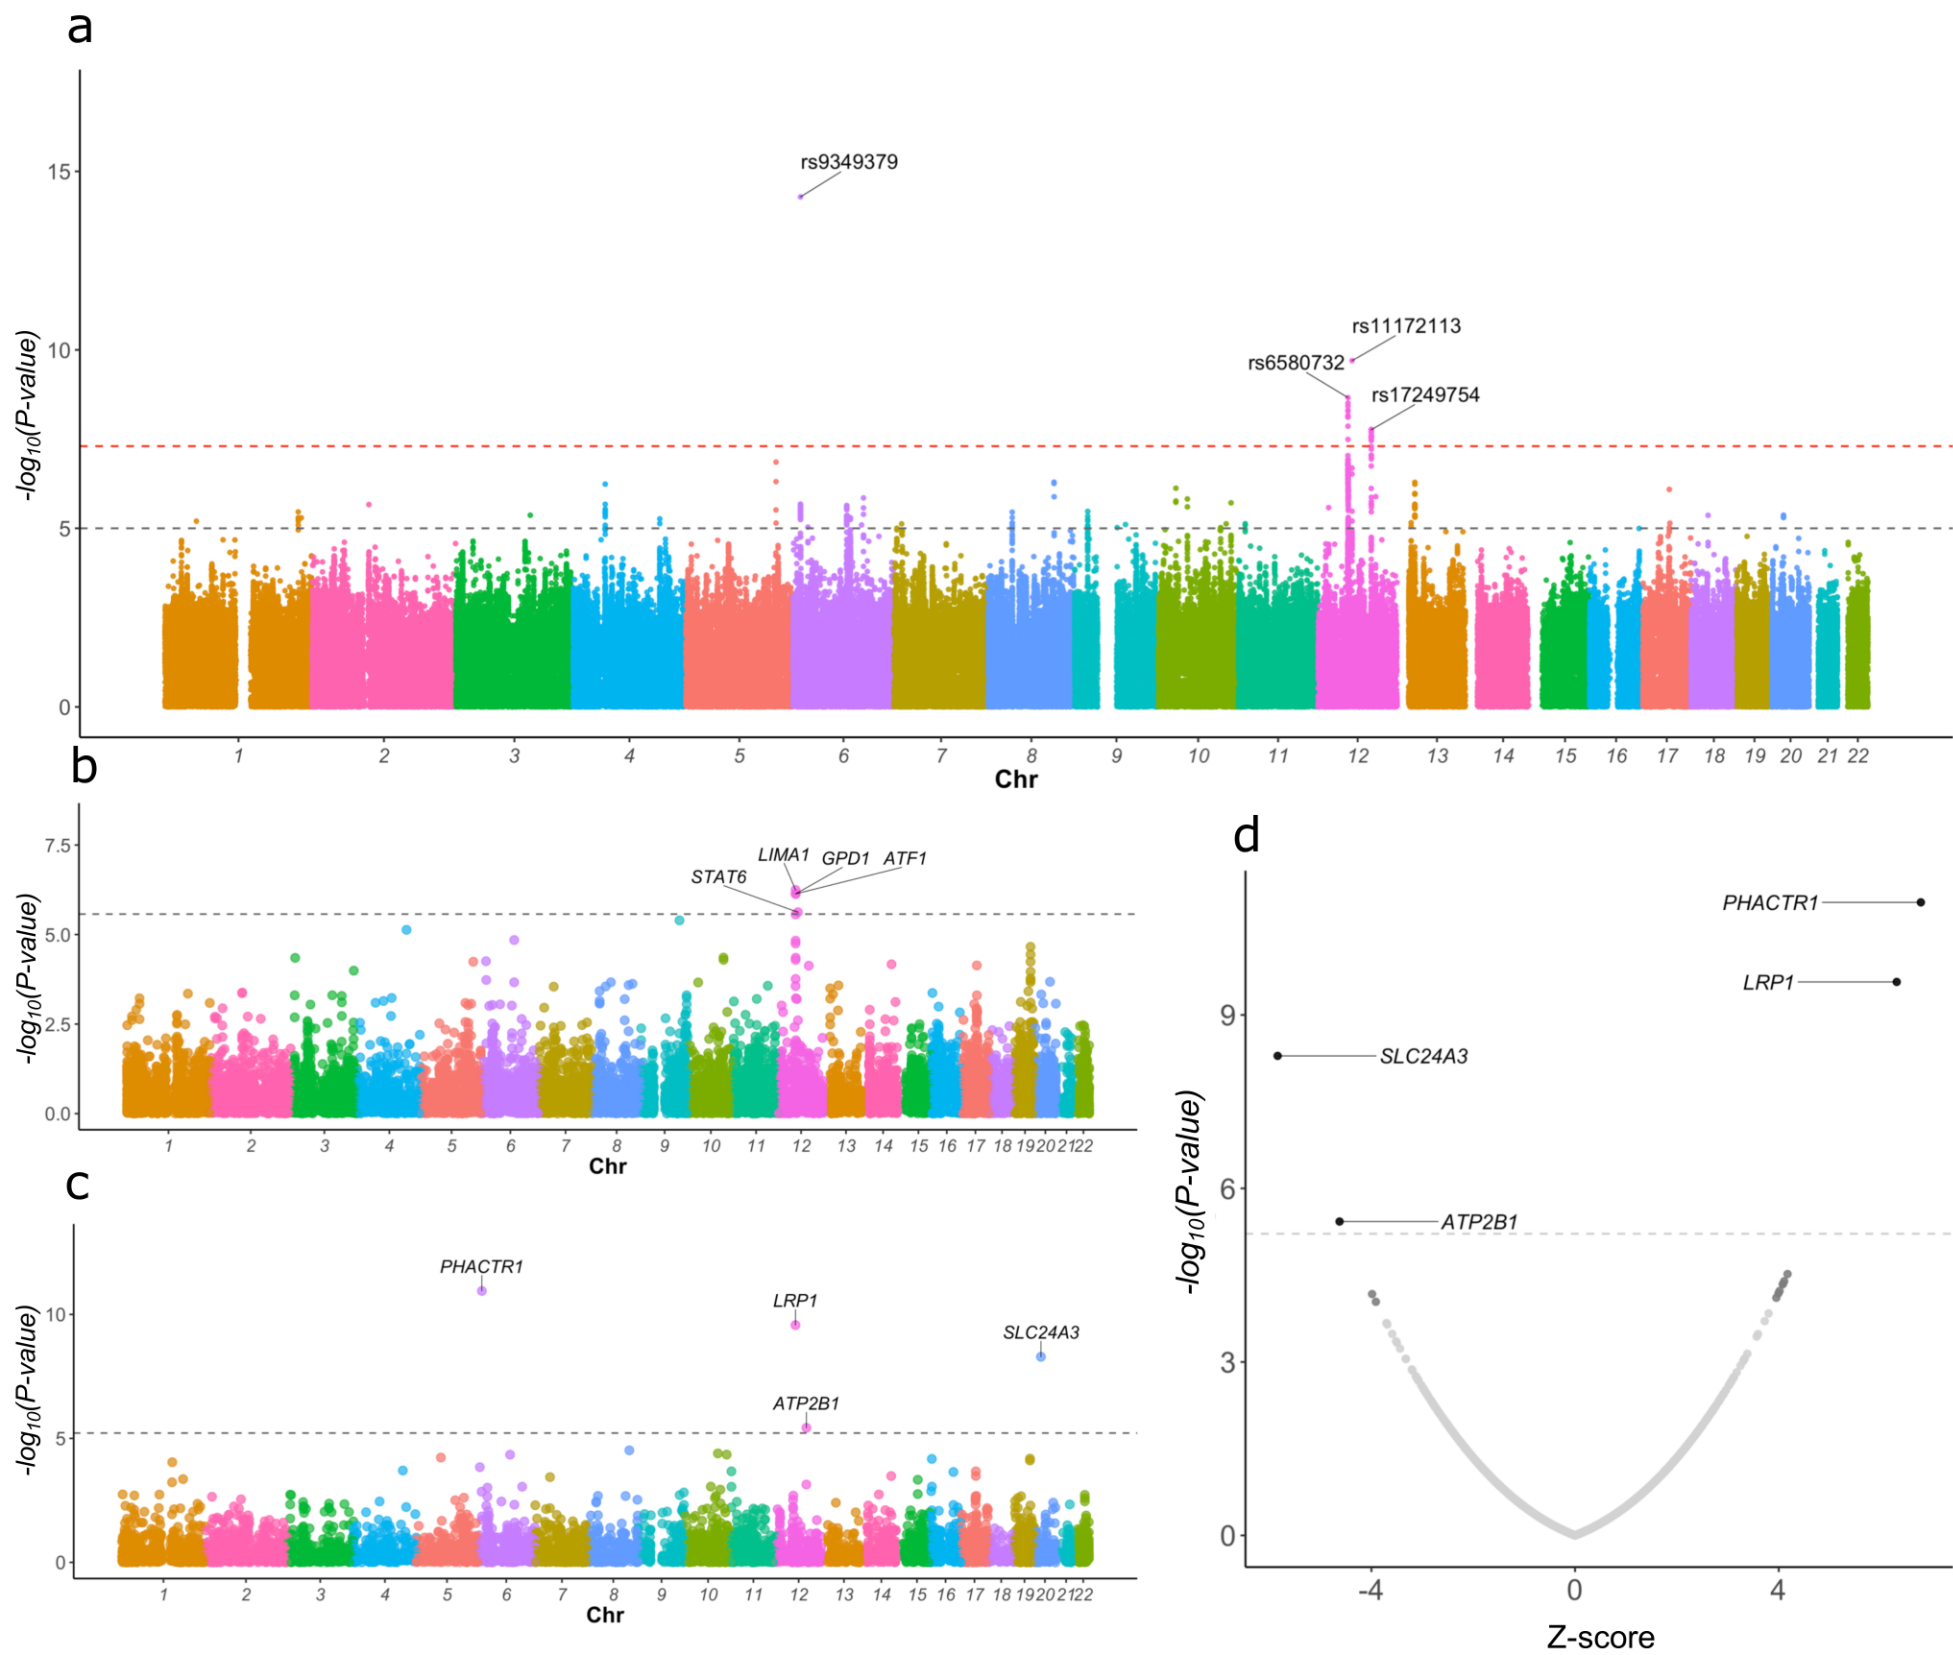 a
-log10(P-value)
15
10
5
0
rs9349379
rs11172113
rs6580732
rs17249754
1 2 3 4 5 6 7 8 9 10 11 12 13 14 15 16 17 18 19 20 21 22
Chr
b
-log10(P-value)
7.5
5.0
2.5
0.0
LIMA1 GPD1 ATF1
STAT6
1 2 3 4 5 6 7 8 9 10 11 12 13 14 15 16 17 18 19 20 21 22
Chr
c
-log10(P-value)
10
5
0
PHACTR1
LRP1
SLC24A3
ATP2B1
1 2 3 4 5 6 7 8 9 10 11 12 13 14 15 16 17 18 19 20 21 22
Chr
d
-log10(P-value)
9
6
3
0
PHACTR1
LRP1
SLC24A3
ATP2B1
-4 0 4
Z-score